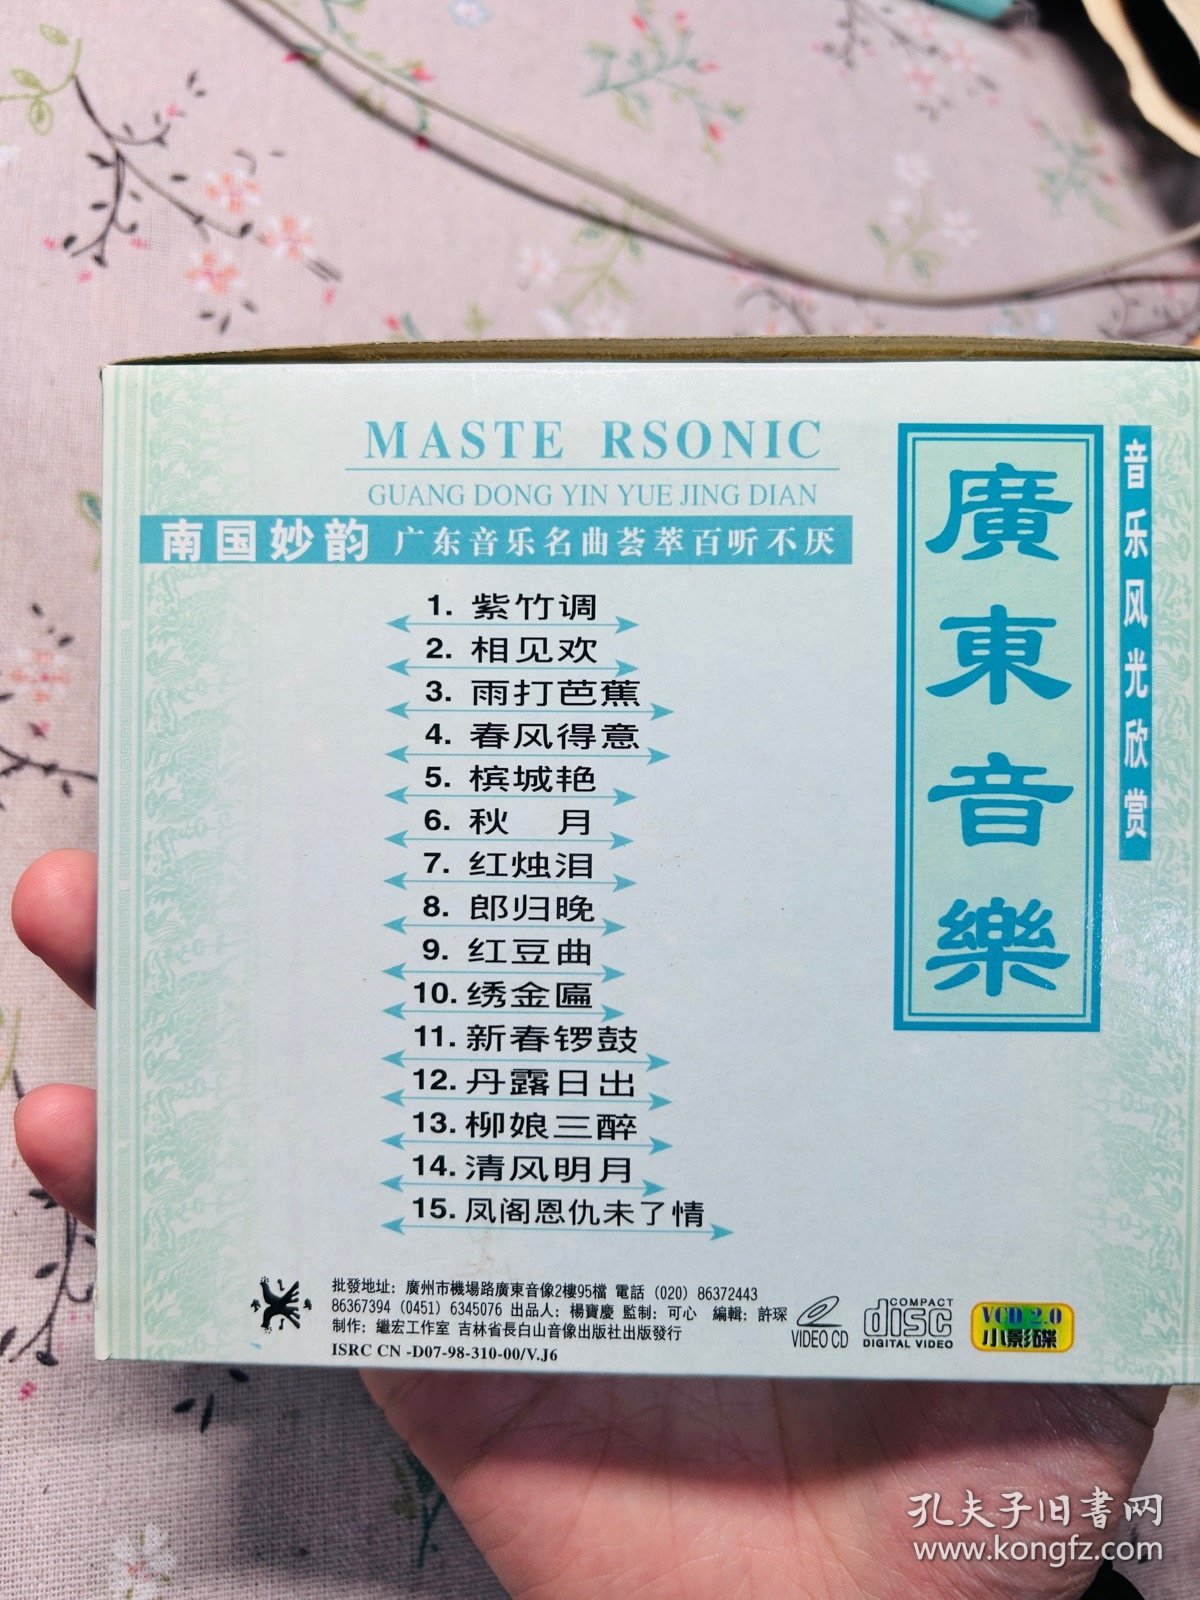 MASTE RSONIC
GUANG DONG YIN YUE JING DIAN
南国妙韵 广东音乐名曲荟萃百听不厌
廣東音樂
音乐风光欣赏
1. 紫竹调
2. 相见欢
3. 雨打芭蕉
4. 春风得意
5. 槟城艳
6. 秋 月
7. 红烛泪
8. 郎归晚
9. 红豆曲
10. 绣金匾
11. 新春锣鼓
12. 丹露日出
13. 柳娘三醉
14. 清风明月
15. 凤阁恩仇未了情
批發地址: 廣州市機場路廣東音像2樓95檔 電話 (020) 86372443
86367394 (0451) 6345076 出品人: 楊寶慶 監制: 可心 編輯: 許琛
制作: 繼宏工作室 吉林省長白山音像出版社出版發行
ISRC CN -D07-98-310-00/V.J6
VIDEO CD
COMPACT
disc
DIGITAL VIDEO
VCD 2.0
小影碟
孔夫子旧書网
www.kongfz.com